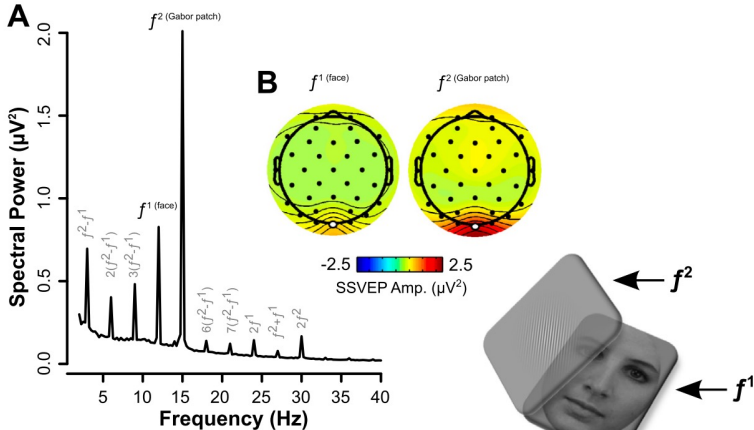 A
f2 (Gabor patch)
Spectral Power (μV²)
2.0
1.5
1.0
0.5
0.0
f2-f1
2(f2-f1)
3(f2-f1)
f1 (face)
6(f2-f1)
7(f2-f1)
2f1
f2+f1
2f2
5 10 15 20 25 30 35 40
Frequency (Hz)
B
f1 (face) f2 (Gabor patch)
-2.5 2.5
SSVEP Amp. (μV²)
f2
f1